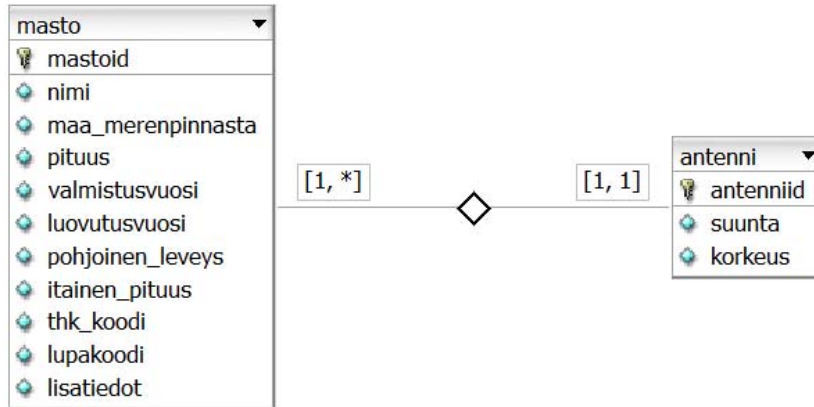 masto
mastoid
nimi
maa_merenpinnasta
pituus
valmistusvuosi
luovutusvuosi
pohjoinen_leveys
itainen_pituus
thk_koodi
lupakoodi
lisatiedot
[1, *]
[1, 1]
antenni
antenniid
suunta
korkeus